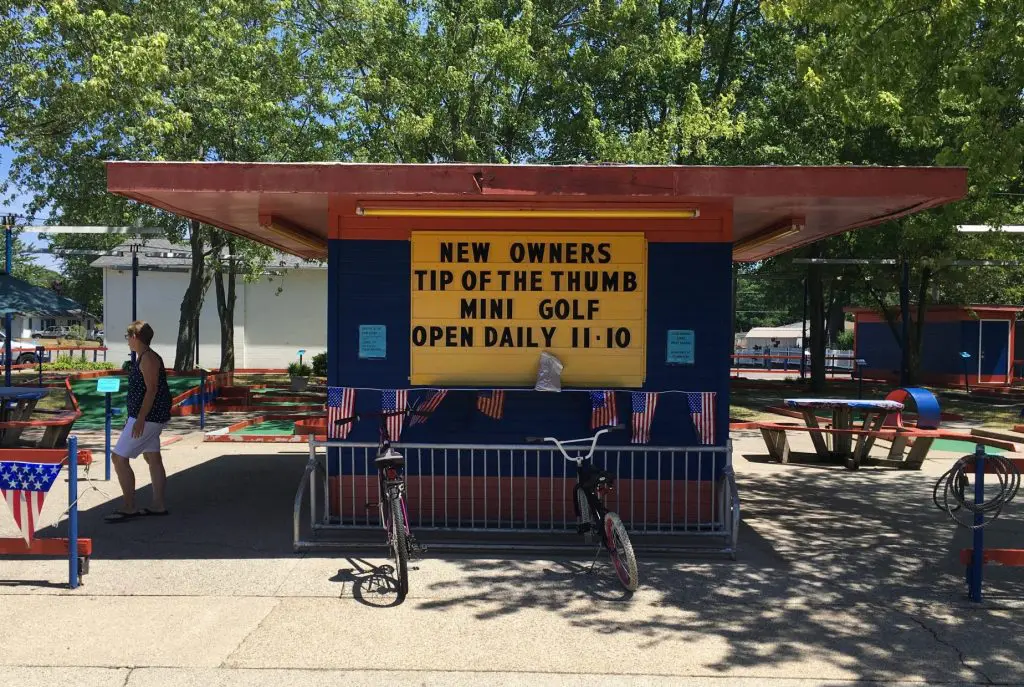 NEW OWNERS
TIP OF THE THUMB
MINI GOLF
OPEN DAILY 11-10